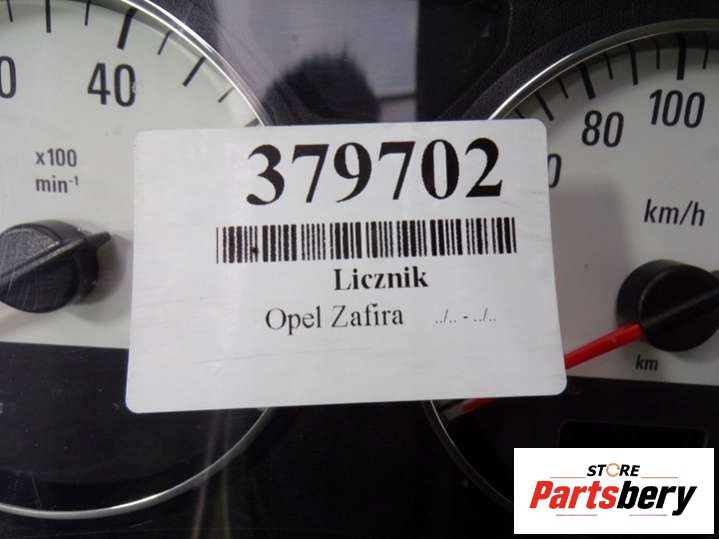 40
x100
min⁻¹
379702
Licznik
Opel Zafira ../.. - ../..
80
100
km/h
km
STORE
Partsbery